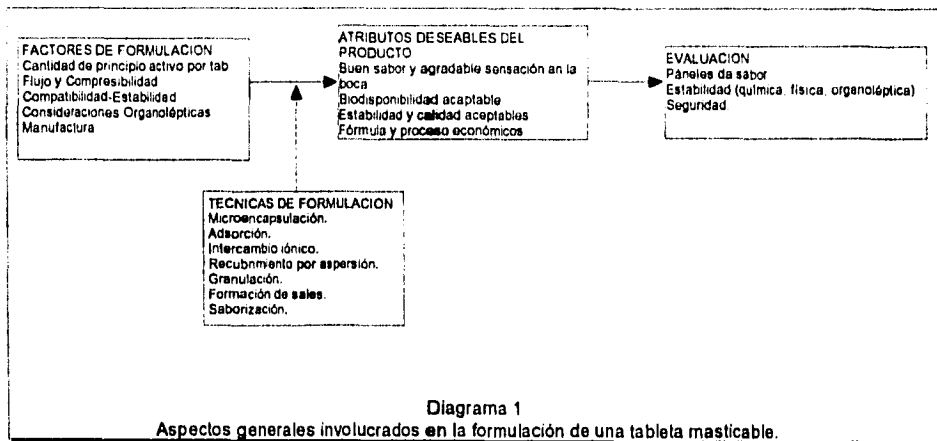 FACTORES DE FORMULACION
Cantidad de principio activo por tab
Flujo y Compresibilidad
Compatibilidad-Estabilidad
Consideraciones Organolépticas
Manufactura
ATRIBUTOS DESEABLES DEL
PRODUCTO
Buen sabor y agradable sensación an la
boca
Biodisponibilidad acaptable
Estabilidad y calidad aceptables
Fórmula y proceso económicos
EVALUACION
Páneles da sabor
Estabilidad (química, física, organoléptica)
Seguridad
TECNICAS DE FORMULACION
Microencapsulación.
Adsorción.
Intercambio iónico.
Recubrimiento por aspersión.
Granulación.
Formación de sales.
Saborización.
Diagrama 1
Aspectos generales involucrados en la formulación de una tableta masticable.